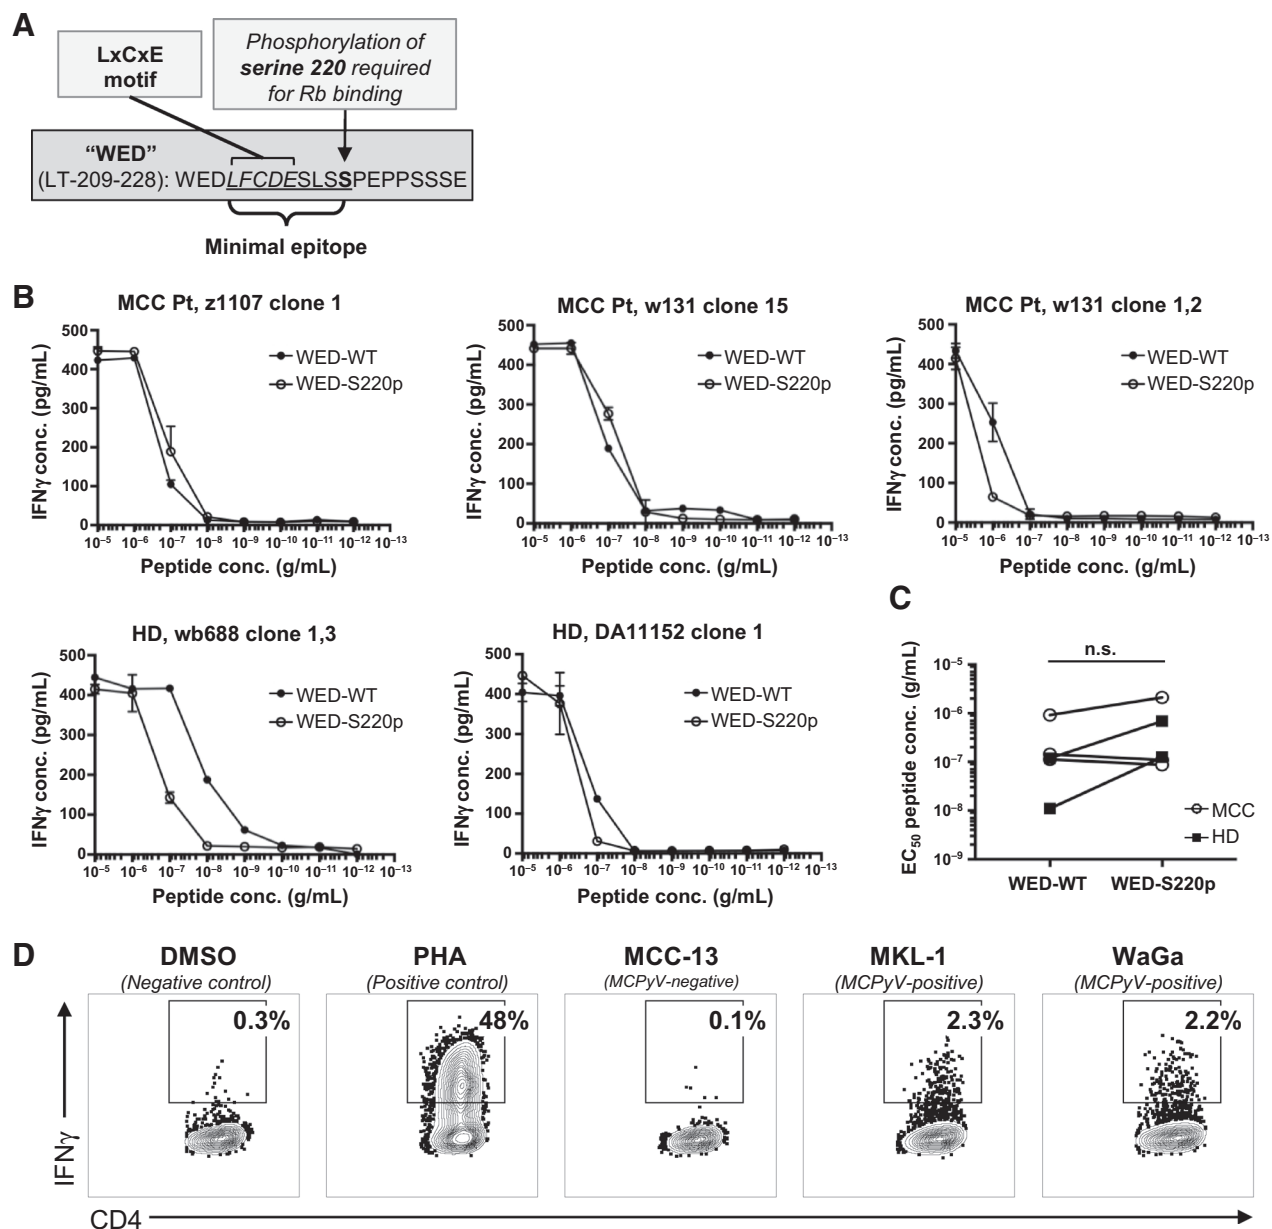 A
LxCxE
motif
Phosphorylation of
serine 220 required
for Rb binding
“WED”
(LT-209-228): WEDLFCDESLSSSPEPPSSSE
Minimal epitope
B
MCC Pt, z1107 clone 1
IFNγ conc. (pg/mL)
500
400
300
200
100
0
WED-WT
WED-S220p
10⁻⁵ 10⁻⁶ 10⁻⁷ 10⁻⁸ 10⁻⁹ 10⁻¹⁰ 10⁻¹¹ 10⁻¹² 10⁻¹³
Peptide conc. (g/mL)
MCC Pt, w131 clone 15
IFNγ conc. (pg/mL)
500
400
300
200
100
0
WED-WT
WED-S220p
10⁻⁵ 10⁻⁶ 10⁻⁷ 10⁻⁸ 10⁻⁹ 10⁻¹⁰ 10⁻¹¹ 10⁻¹² 10⁻¹³
Peptide conc. (g/mL)
MCC Pt, w131 clone 1,2
IFNγ conc. (pg/mL)
500
400
300
200
100
0
WED-WT
WED-S220p
10⁻⁵ 10⁻⁶ 10⁻⁷ 10⁻⁸ 10⁻⁹ 10⁻¹⁰ 10⁻¹¹ 10⁻¹² 10⁻¹³
Peptide conc. (g/mL)
HD, wb688 clone 1,3
IFNγ conc. (pg/mL)
500
400
300
200
100
0
WED-WT
WED-S220p
10⁻⁵ 10⁻⁶ 10⁻⁷ 10⁻⁸ 10⁻⁹ 10⁻¹⁰ 10⁻¹¹ 10⁻¹² 10⁻¹³
Peptide conc. (g/mL)
HD, DA11152 clone 1
IFNγ conc. (pg/mL)
500
400
300
200
100
0
WED-WT
WED-S220p
10⁻⁵ 10⁻⁶ 10⁻⁷ 10⁻⁸ 10⁻⁹ 10⁻¹⁰ 10⁻¹¹ 10⁻¹² 10⁻¹³
Peptide conc. (g/mL)
C
EC₅₀ peptide conc. (g/mL)
n.s.
10⁻⁵
10⁻⁶
10⁻⁷
10⁻⁸
10⁻⁹
MCC
HD
WED-WT WED-S220p
D
DMSO
(Negative control)
0.3%
PHA
(Positive control)
48%
MCC-13
(MCPyV-negative)
0.1%
MKL-1
(MCPyV-positive)
2.3%
WaGa
(MCPyV-positive)
2.2%
IFNγ
CD4